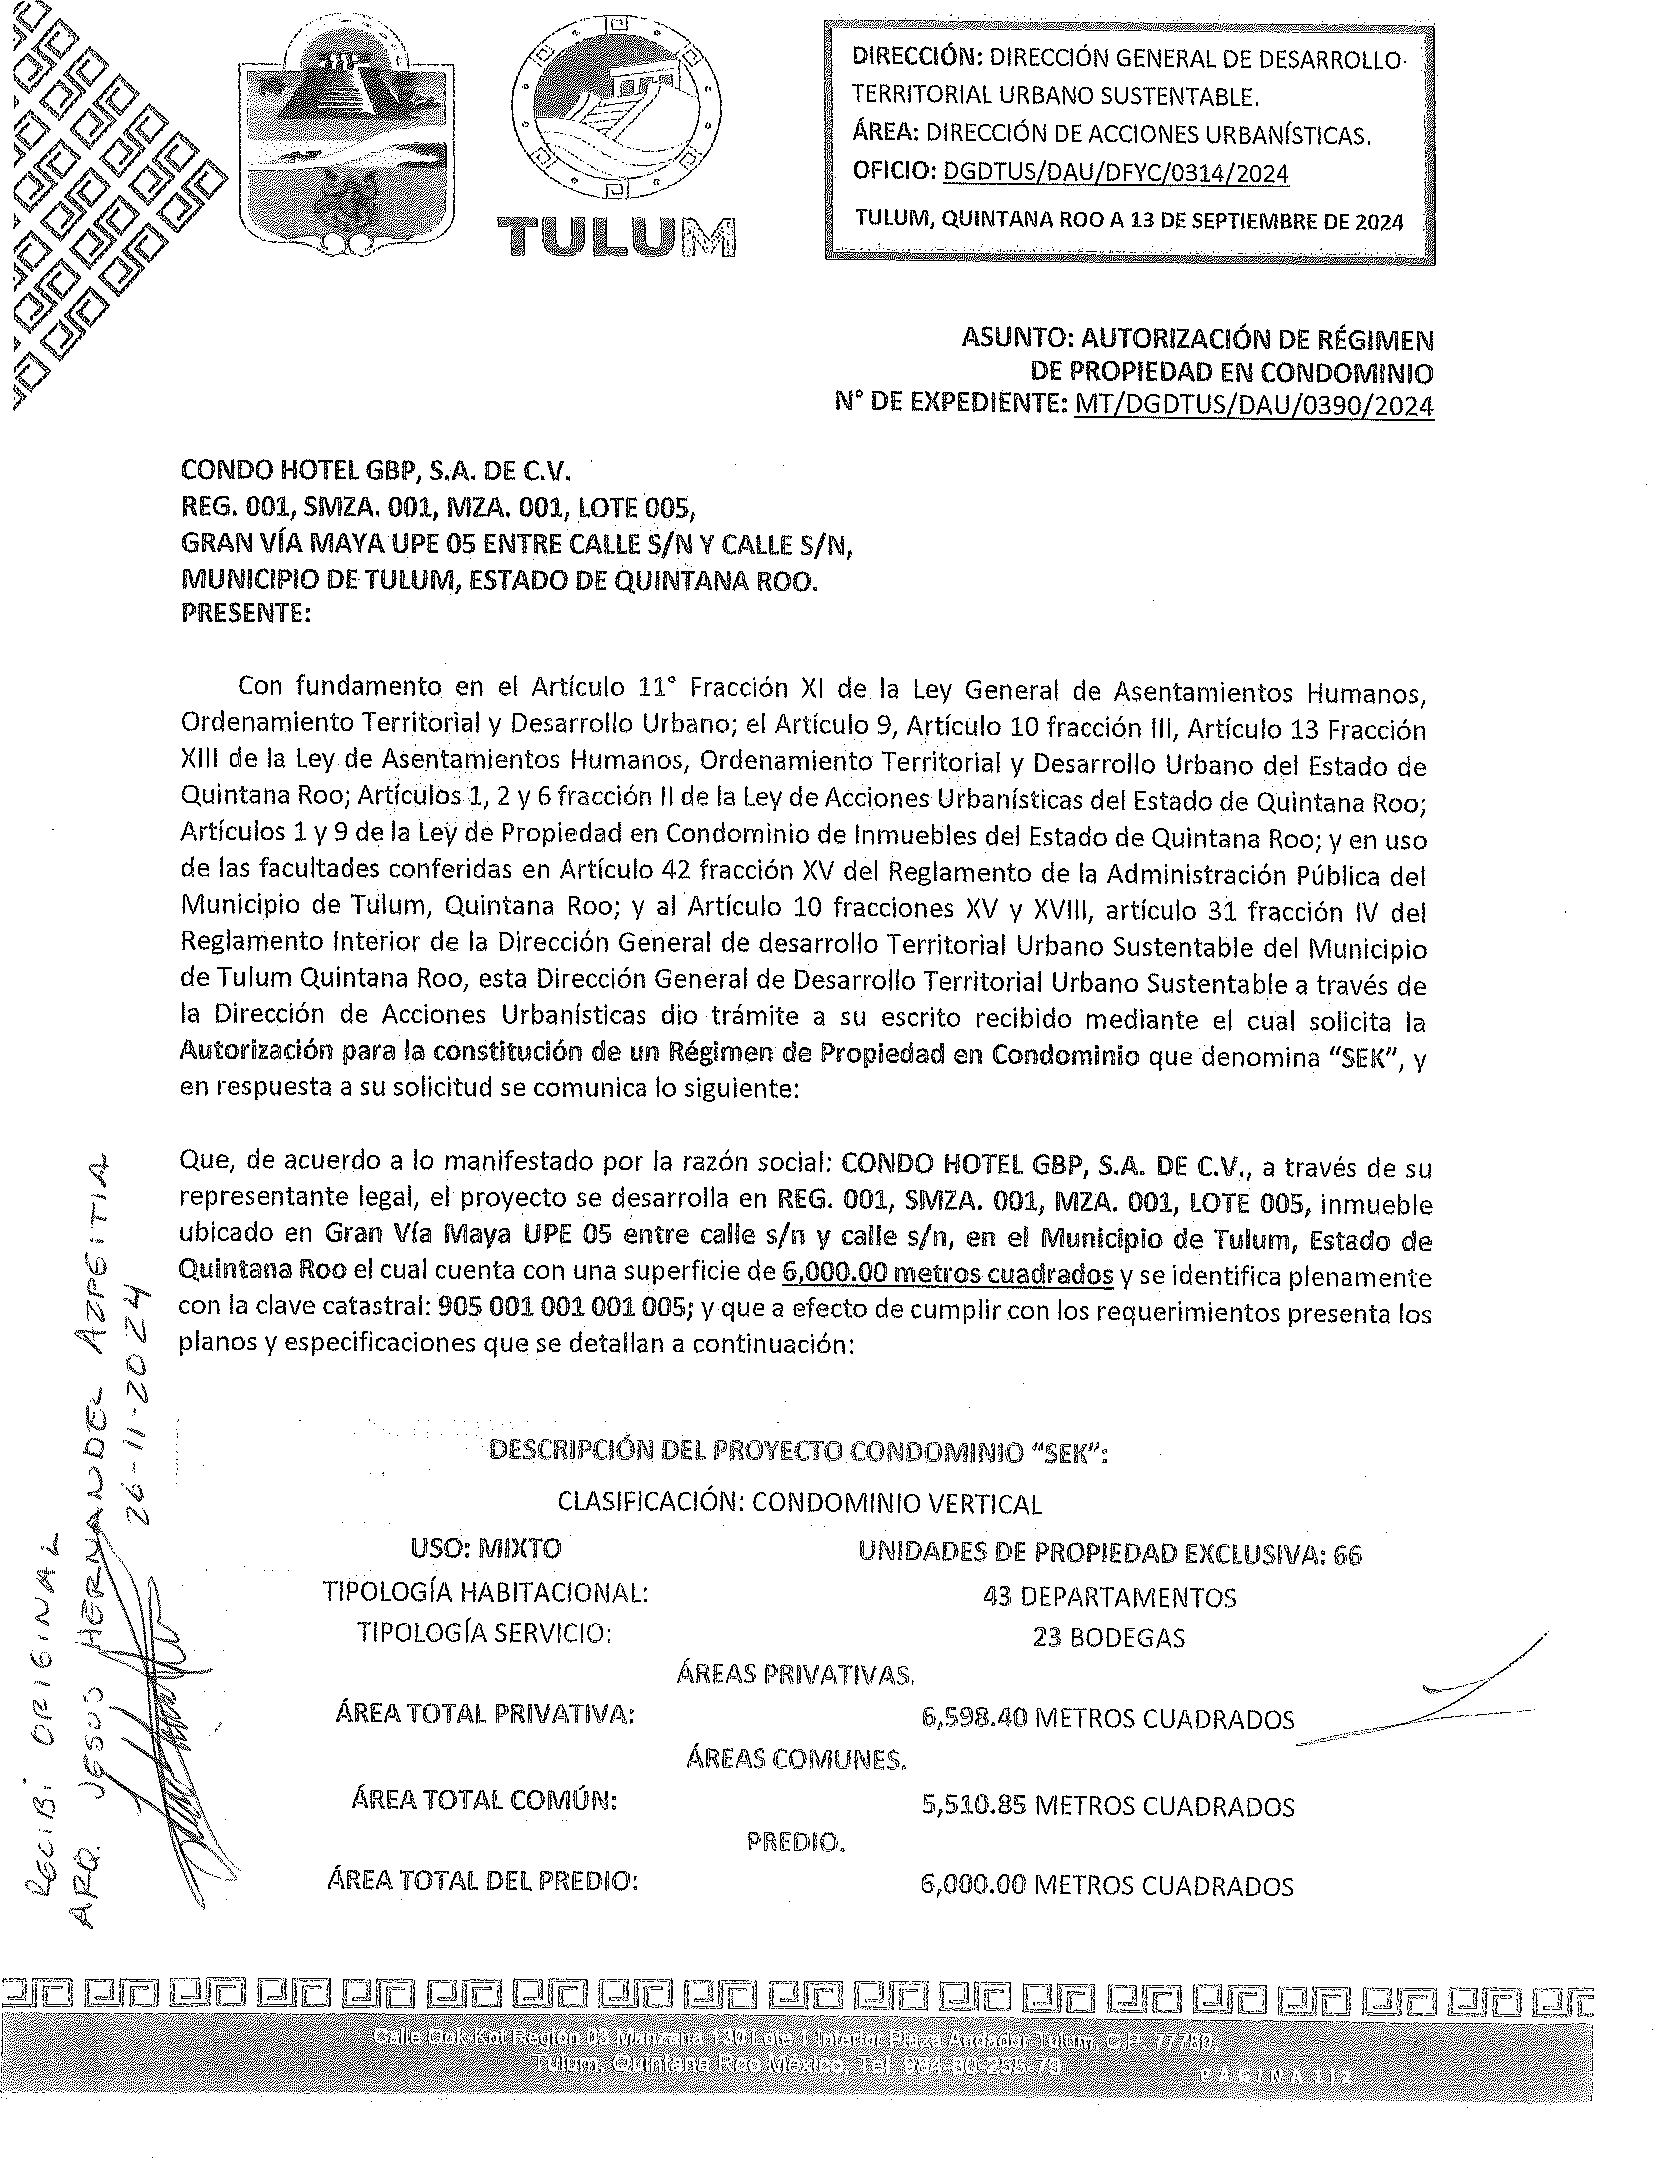 TULUM
DIRECCIÓN: DIRECCIÓN GENERAL DE DESARROLLO
TERRITORIAL URBANO SUSTENTABLE.
ÁREA: DIRECCIÓN DE ACCIONES URBANÍSTICAS.
OFICIO: DGDTUS/DAU/DFYC/0314/2024
TULUM, QUINTANA ROO A 13 DE SEPTIEMBRE DE 2024
ASUNTO: AUTORIZACIÓN DE RÉGIMEN
DE PROPIEDAD EN CONDOMINIO
N° DE EXPEDIENTE: MT/DGDTUS/DAU/0390/2024
CONDO HOTEL GBP, S.A. DE C.V.
REG. 001, SMZA. 001, MZA. 001, LOTE 005,
GRAN VÍA MAYA UPE 05 ENTRE CALLE S/N Y CALLE S/N,
MUNICIPIO DE TULUM, ESTADO DE QUINTANA ROO.
PRESENTE:
Con fundamento en el Artículo 11° Fracción XI de la Ley General de Asentamientos Humanos,
Ordenamiento Territorial y Desarrollo Urbano; el Artículo 9, Artículo 10 fracción III, Artículo 13 Fracción
XIII de la Ley de Asentamientos Humanos, Ordenamiento Territorial y Desarrollo Urbano del Estado de
Quintana Roo; Artículos 1, 2 y 6 fracción II de la Ley de Acciones Urbanísticas del Estado de Quintana Roo;
Artículos 1 y 9 de la Ley de Propiedad en Condominio de Inmuebles del Estado de Quintana Roo; y en uso
de las facultades conferidas en Artículo 42 fracción XV del Reglamento de la Administración Pública del
Municipio de Tulum, Quintana Roo; y al Artículo 10 fracciones XV y XVIII, artículo 31 fracción IV del
Reglamento Interior de la Dirección General de desarrollo Territorial Urbano Sustentable del Municipio
de Tulum Quintana Roo, esta Dirección General de Desarrollo Territorial Urbano Sustentable a través de
la Dirección de Acciones Urbanísticas dio trámite a su escrito recibido mediante el cual solicita la
Autorización para la constitución de un Régimen de Propiedad en Condominio que denomina “SEK”, y
en respuesta a su solicitud se comunica lo siguiente:
Que, de acuerdo a lo manifestado por la razón social: CONDO HOTEL GBP, S.A. DE C.V., a través de su
representante legal, el proyecto se desarrolla en REG. 001, SMZA. 001, MZA. 001, LOTE 005, inmueble
ubicado en Gran Vía Maya UPE 05 entre calle s/n y calle s/n, en el Municipio de Tulum, Estado de
Quintana Roo el cual cuenta con una superficie de 6,000.00 metros cuadrados y se identifica plenamente
con la clave catastral: 905 001 001 001 005; y que a efecto de cumplir con los requerimientos presenta los
planos y especificaciones que se detallan a continuación:
DESCRIPCIÓN DEL PROYECTO CONDOMINIO “SEK”:
CLASIFICACIÓN: CONDOMINIO VERTICAL
USO: MIXTO UNIDADES DE PROPIEDAD EXCLUSIVA: 66
TIPOLOGÍA HABITACIONAL: 43 DEPARTAMENTOS
TIPOLOGÍA SERVICIO: 23 BODEGAS
ÁREAS PRIVATIVAS.
ÁREA TOTAL PRIVATIVA: 6,598.40 METROS CUADRADOS
ÁREAS COMUNES.
ÁREA TOTAL COMÚN: 5,510.85 METROS CUADRADOS
PREDIO.
ÁREA TOTAL DEL PREDIO: 6,000.00 METROS CUADRADOS
RECIBI ORIGINAL
ARQ. JESUS HERNANDEZ AZPEITIA
26-11-2024
Tulum, Quintana Roo México. Tel. 984-80-255-79